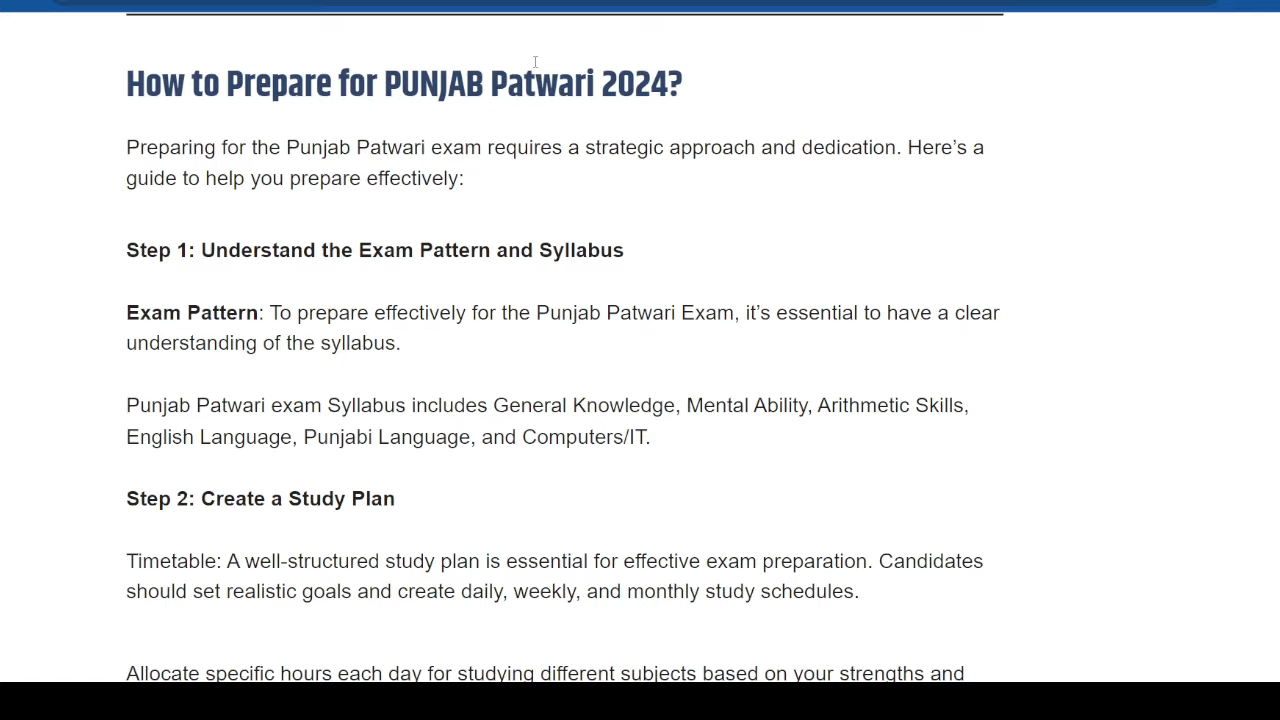 How to Prepare for PUNJAB Patwari 2024?
Preparing for the Punjab Patwari exam requires a strategic approach and dedication. Here’s a
guide to help you prepare effectively:
Step 1: Understand the Exam Pattern and Syllabus
Exam Pattern: To prepare effectively for the Punjab Patwari Exam, it’s essential to have a clear
understanding of the syllabus.
Punjab Patwari exam Syllabus includes General Knowledge, Mental Ability, Arithmetic Skills,
English Language, Punjabi Language, and Computers/IT.
Step 2: Create a Study Plan
Timetable: A well-structured study plan is essential for effective exam preparation. Candidates
should set realistic goals and create daily, weekly, and monthly study schedules.
Allocate specific hours each day for studying different subjects based on your strengths and